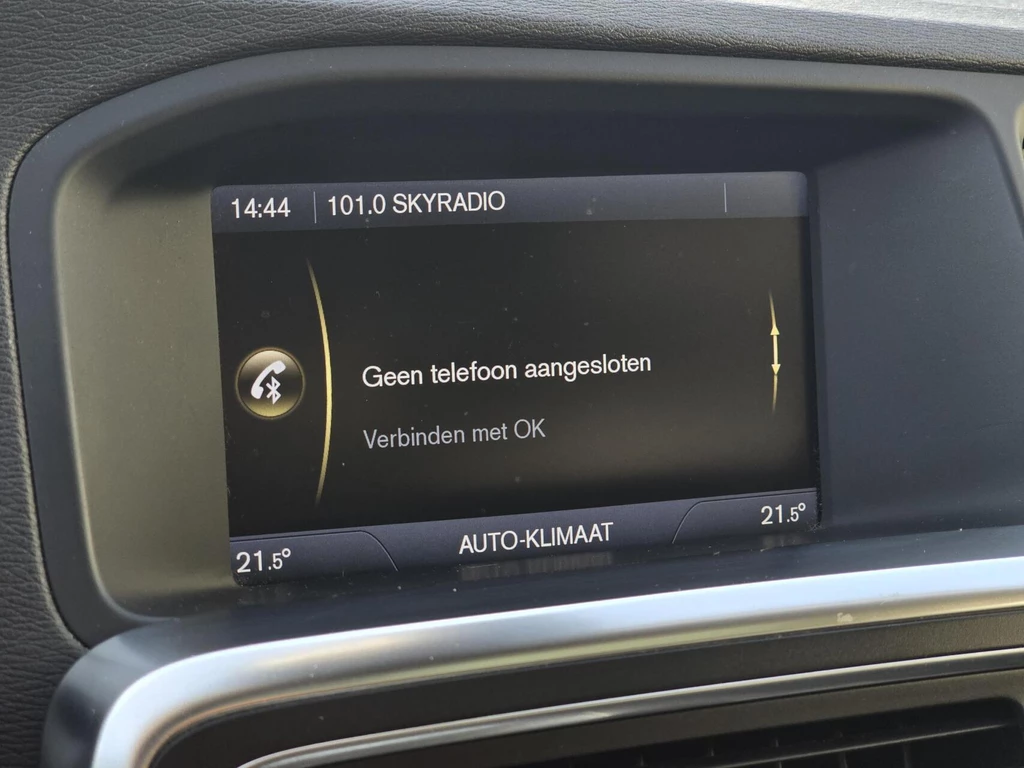 14:44 101.0 SKYRADIO
Geen telefoon aangesloten
Verbinden met OK
21.5° AUTO-KLIMAAT 21.5°